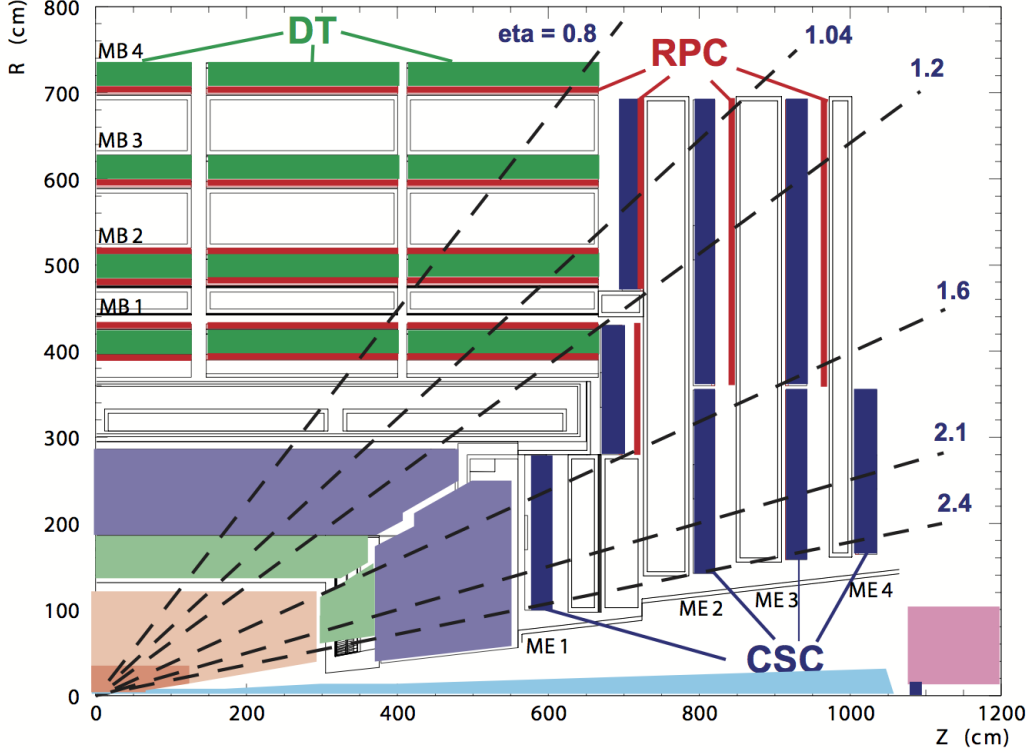 800
R (cm)
DT
eta = 0.8
1.04
MB 4
RPC
1.2
700
MB 3
600
MB 2
500
MB 1
1.6
400
300
2.1
2.4
200
100
ME 1
ME 2
ME 3
ME 4
CSC
0
0
200
400
600
800
1000
1200
Z (cm)